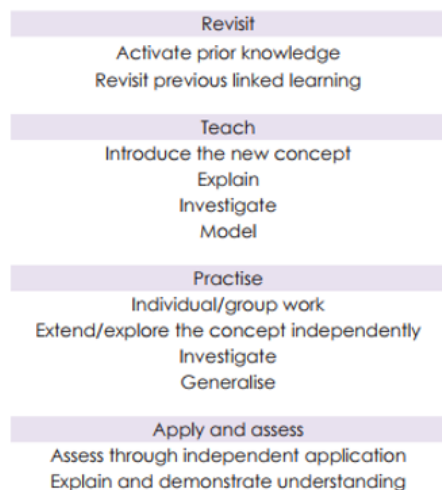 Revisit
Activate prior knowledge
Revisit previous linked learning
Teach
Introduce the new concept
Explain
Investigate
Model
Practise
Individual/group work
Extend/explore the concept independently
Investigate
Generalise
Apply and assess
Assess through independent application
Explain and demonstrate understanding